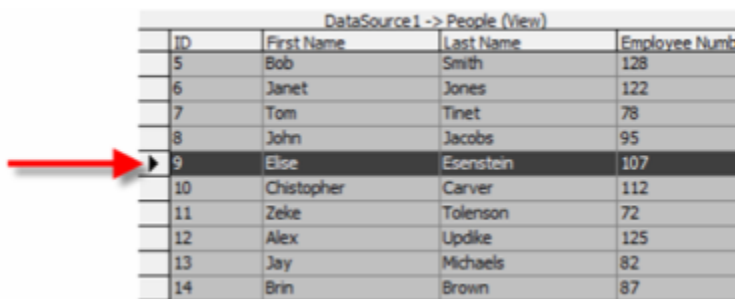 DataSource1 -> People (View)
ID First Name Last Name Employee Numb
5 Bob Smith 128
6 Janet Jones 122
7 Tom Tinet 78
8 John Jacobs 95
9 Elise Esenstein 107
10 Chistopher Carver 112
11 Zeke Tolenson 72
12 Alex Updike 125
13 Jay Michaels 82
14 Brin Brown 87